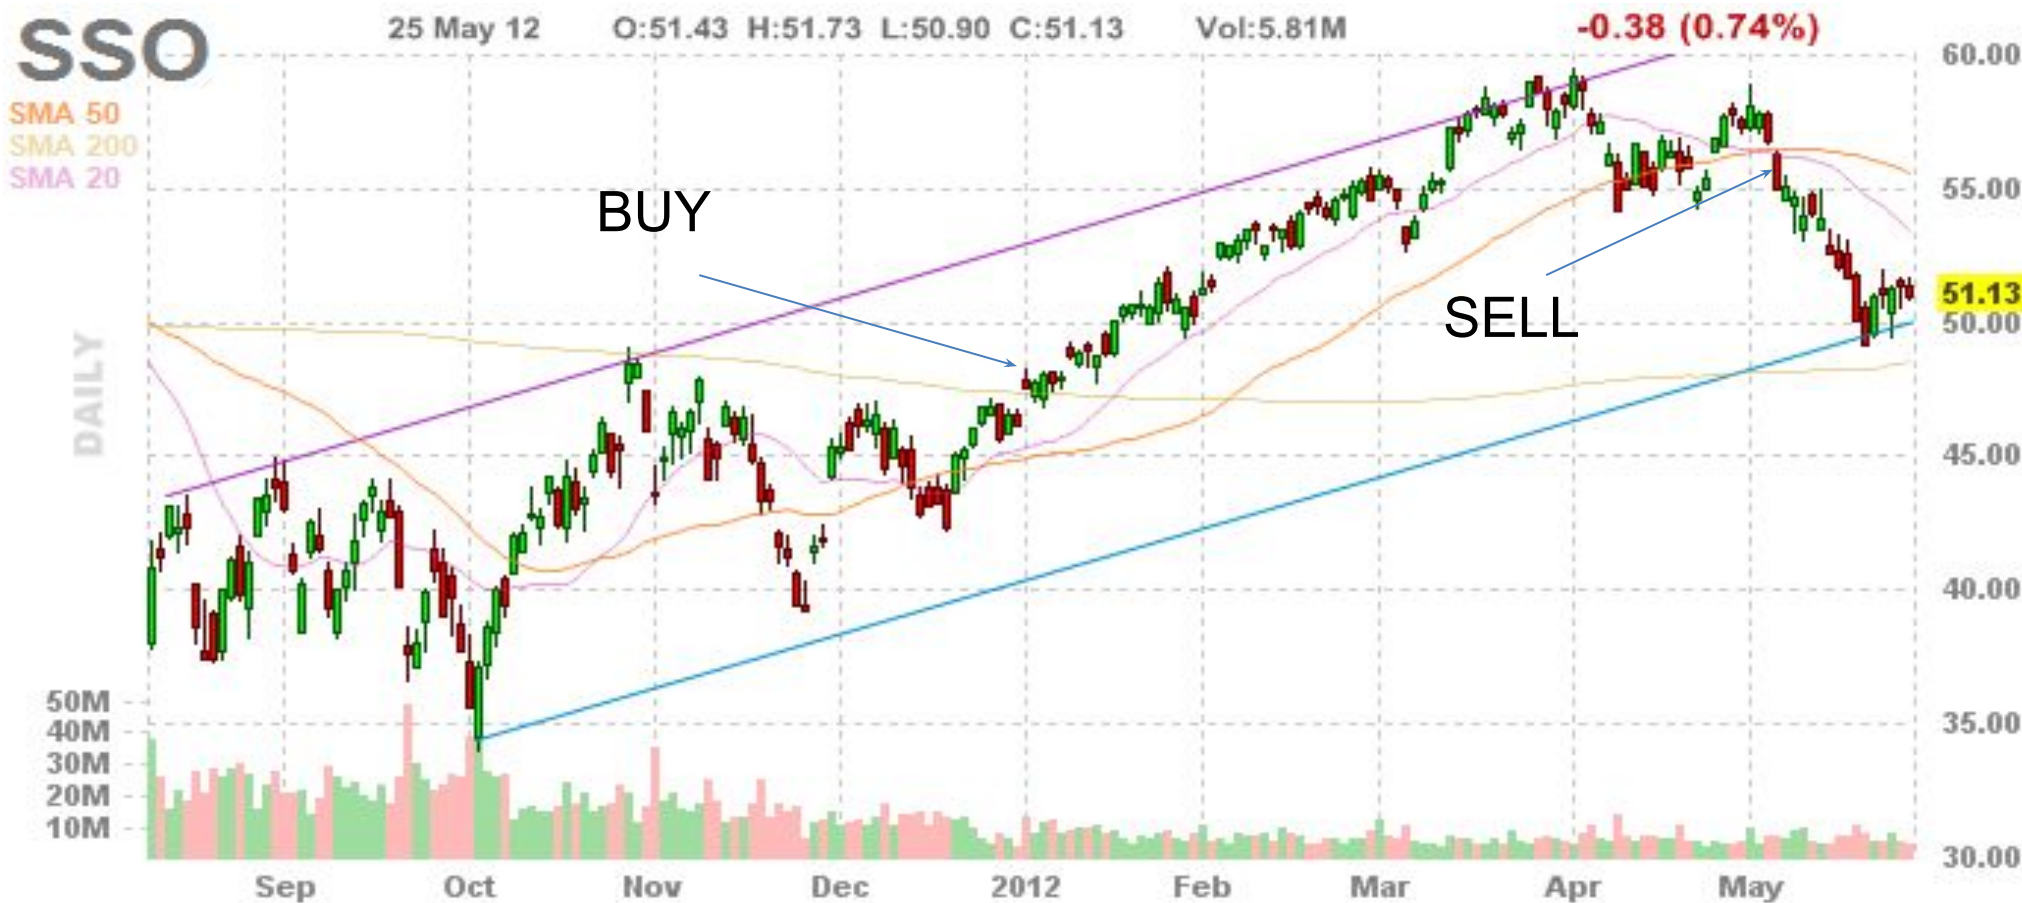 SSO
25 May 12 O:51.43 H:51.73 L:50.90 C:51.13 Vol:5.81M -0.38 (0.74%)
SMA 50
SMA 200
SMA 20
DAILY
BUY
SELL
60.00
55.00
51.13
50.00
45.00
40.00
35.00
30.00
50M
40M
30M
20M
10M
Sep Oct Nov Dec 2012 Feb Mar Apr May